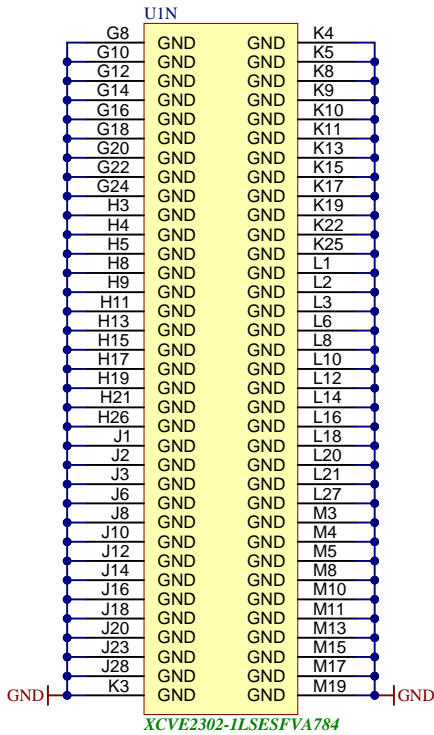 U1N
G8 GND GND K4
G10 GND GND K5
G12 GND GND K8
G14 GND GND K9
G16 GND GND K10
G18 GND GND K11
G20 GND GND K13
G22 GND GND K15
G24 GND GND K17
H3 GND GND K19
H4 GND GND K22
H5 GND GND K25
H8 GND GND L1
H9 GND GND L2
H11 GND GND L3
H13 GND GND L6
H15 GND GND L8
H17 GND GND L10
H19 GND GND L12
H21 GND GND L14
H26 GND GND L16
J1 GND GND L18
J2 GND GND L20
J3 GND GND L21
J6 GND GND L27
J8 GND GND M3
J10 GND GND M4
J12 GND GND M5
J14 GND GND M8
J16 GND GND M10
J18 GND GND M11
J20 GND GND M13
J23 GND GND M15
J28 GND GND M17
GND K3 GND GND M19 GND
XCVE2302-1LSESFVA784